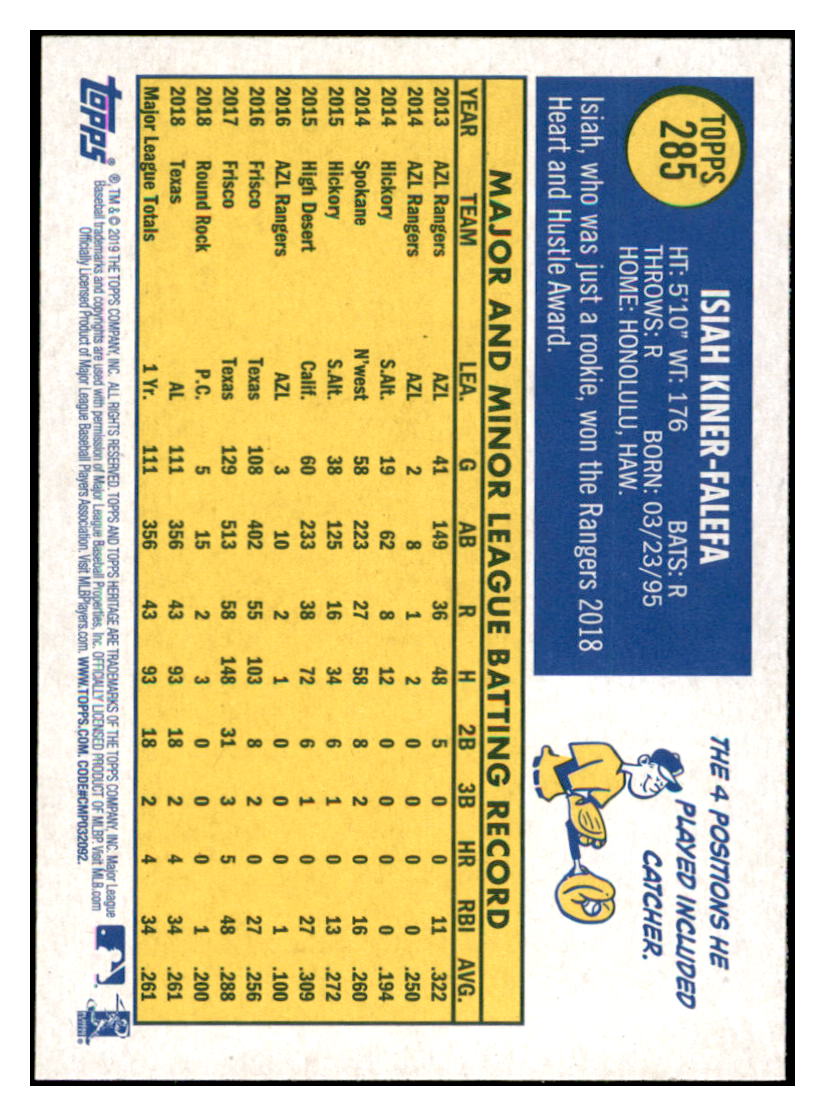 TOPPS
285
ISIAH KINER-FALEFA
HT: 5'10" WT: 176 BATS: R
THROWS: R BORN: 03/23/95
HOME: HONOLULU, HAW.
Isiah, who was just a rookie, won the Rangers 2018
Heart and Hustle Award.
THE 4 POSITIONS HE
PLAYED INCLUDED
CATCHER.
MAJOR AND MINOR LEAGUE BATTING RECORD
YEAR TEAM LEA. G AB R H 2B 3B HR RBI AVG.
2013 AZL Rangers AZL 41 149 36 48 5 0 0 11 .322
2014 AZL Rangers AZL 2 8 1 2 0 0 0 0 .250
2014 Hickory S.Alt. 19 62 8 12 0 0 0 0 .194
2014 Spokane N'west 58 223 27 58 8 2 0 16 .260
2015 Hickory S.Alt. 38 125 16 34 6 1 0 13 .272
2015 High Desert Calif. 60 233 38 72 6 1 0 27 .309
2016 AZL Rangers AZL 3 10 2 1 0 0 0 1 .100
2016 Frisco Texas 108 402 55 103 8 2 0 27 .256
2017 Frisco Texas 129 513 58 148 31 3 5 48 .288
2018 Round Rock P.C. 5 15 2 3 0 0 0 1 .200
2018 Texas AL 111 356 43 93 18 2 4 34 .261
Major League Totals 1 Yr. 111 356 43 93 18 2 4 34 .261
topps®
®, TM & © 2019 THE TOPPS COMPANY, INC. ALL RIGHTS RESERVED. TOPPS AND TOPPS HERITAGE ARE TRADEMARKS OF THE TOPPS COMPANY, INC. Major League
Baseball trademarks and copyrights are used with permission of Major League Baseball Properties, Inc. OFFICIALLY LICENSED PRODUCT OF MLBP. Visit MLB.com
Officially Licensed Product of Major League Baseball Players Association. Visit MLBPlayers.com. WWW.TOPPS.COM. CODE#CMP032092.